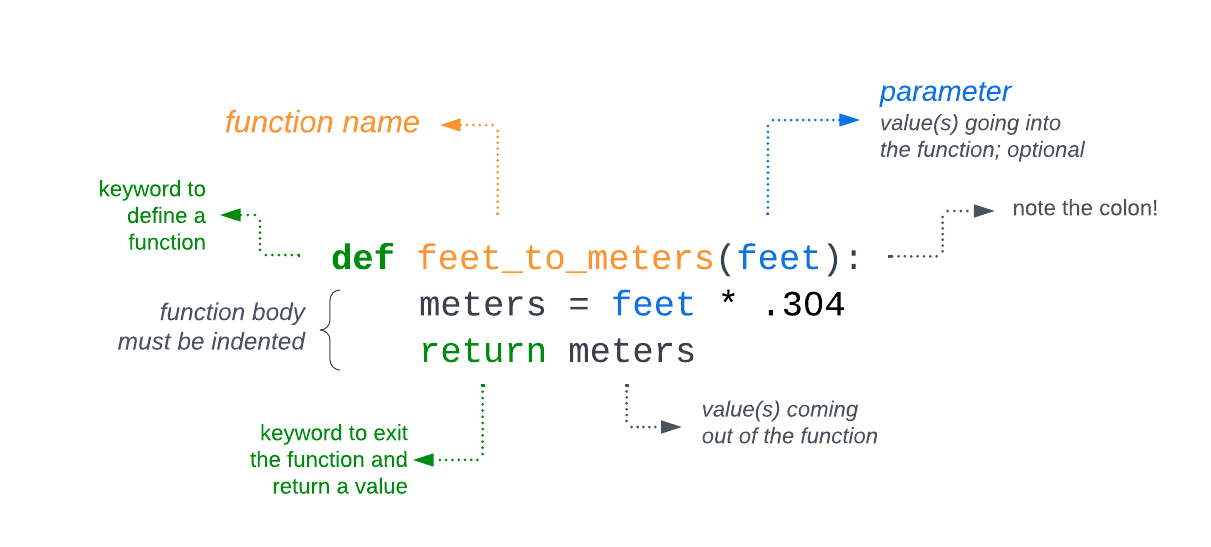 function name
parameter
value(s) going into
the function; optional
keyword to
define a
function
note the colon!
def feet_to_meters(feet):
meters = feet * .304
return meters
function body
must be indented
value(s) coming
out of the function
keyword to exit
the function and
return a value